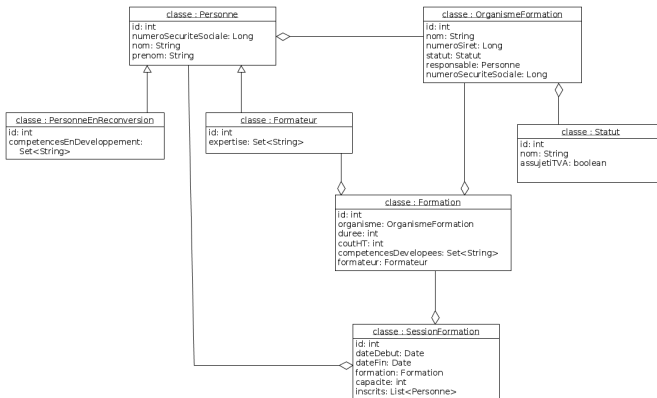 classe : Personne
id: int
numeroSecuriteSociale: Long
nom: String
prenom: String
classe : OrganismeFormation
id: int
nom: String
numeroSiret: Long
statut: Statut
responsable: Personne
numeroSecuriteSociale: Long
classe : PersonneEnReconversion
id: int
competencesEnDeveloppement:
Set<String>
classe : Formateur
id: int
expertise: Set<String>
classe : Statut
id: int
nom: String
assujetiTVA: boolean
classe : Formation
id: int
organisme: OrganismeFormation
duree: int
coutHT: int
competencesDevelopees: Set<String>
formateur: Formateur
classe : SessionFormation
id: int
dateDebut: Date
dateFin: Date
formation: Formation
capacite: int
inscrits: List<Personne>